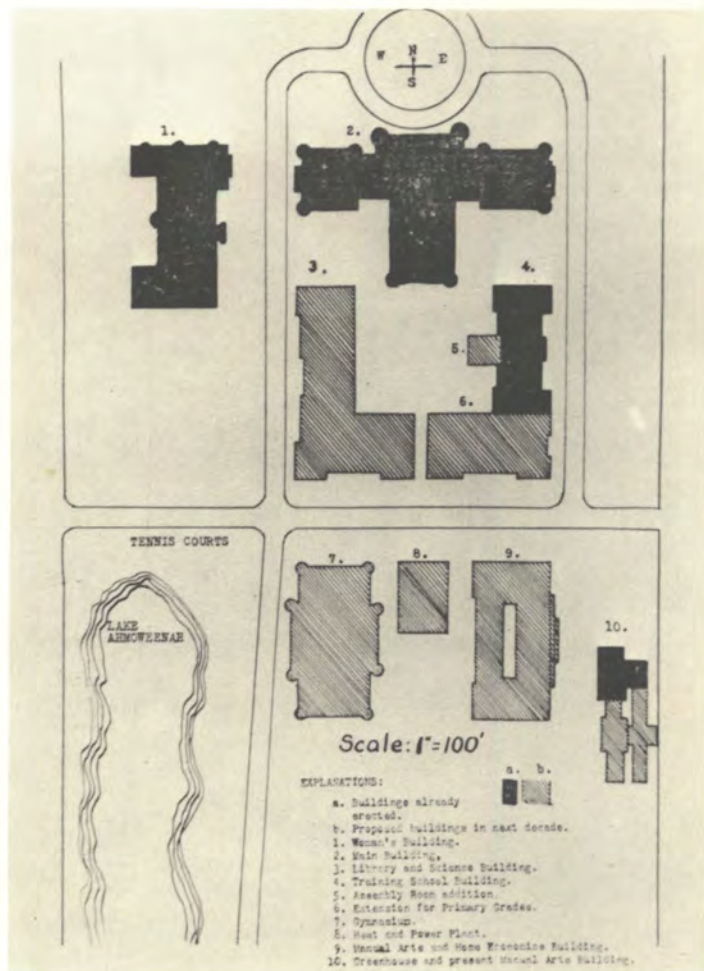 N
W E
S
1.
2.
3.
4.
5.
6.
TENNIS COURTS
7.
8.
9.
LAKE
AHMOWEENAH
10.
Scale: 1"=100'
a. b.
EXPLANATIONS:
a. Buildings already
erected.
b. Proposed buildings in next decade.
1. Woman's Building.
2. Main Building,
3. Library and Science Building.
4. Training School Building.
5. Assembly Room addition.
6. Extension for Primary Grades.
7. Gymnasium.
8. Heat and Power Plant.
9. Manual Arts and Home Economics Building.
10. Greenhouse and present Manual Arts Building.